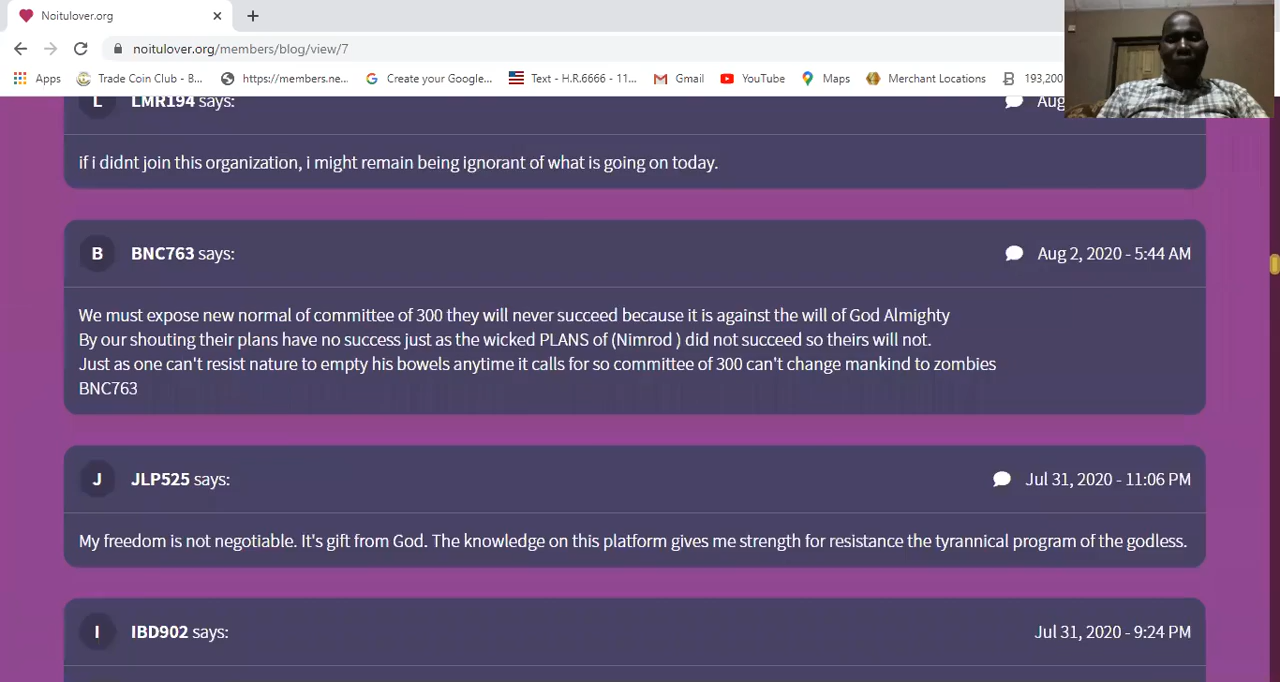 Noitulover.org
noitulover.org/members/blog/view/7
Apps Trade Coin Club - B... https://members.ne... Create your Google... Text - H.R.6666 - 11... Gmail YouTube Maps Merchant Locations 193,200
L LMR194 says: Aug
if i didnt join this organization, i might remain being ignorant of what is going on today.
B BNC763 says: Aug 2, 2020 - 5:44 AM
We must expose new normal of committee of 300 they will never succeed because it is against the will of God Almighty
By our shouting their plans have no success just as the wicked PLANS of (Nimrod ) did not succeed so theirs will not.
Just as one can't resist nature to empty his bowels anytime it calls for so committee of 300 can't change mankind to zombies
BNC763
J JLP525 says: Jul 31, 2020 - 11:06 PM
My freedom is not negotiable. It's gift from God. The knowledge on this platform gives me strength for resistance the tyrannical program of the godless.
I IBD902 says: Jul 31, 2020 - 9:24 PM